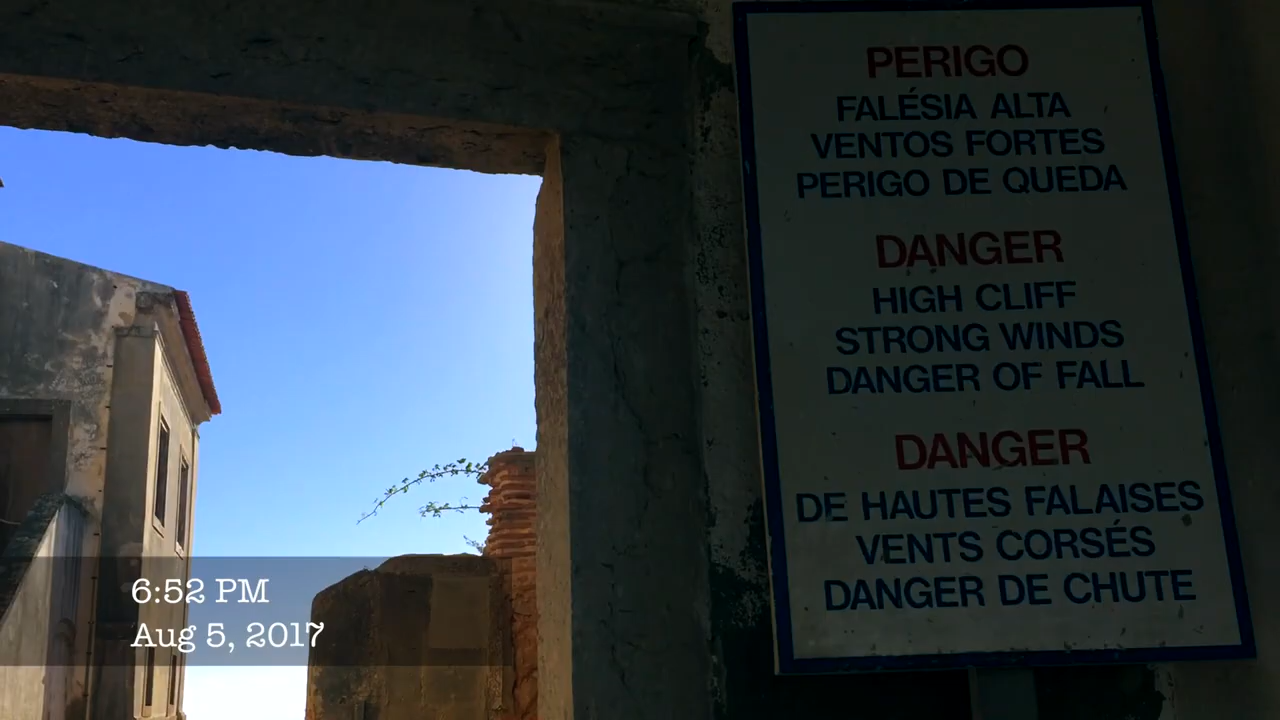 PERIGO
FALÉSIA ALTA
VENTOS FORTES
PERIGO DE QUEDA
DANGER
HIGH CLIFF
STRONG WINDS
DANGER OF FALL
DANGER
DE HAUTES FALAISES
VENTS CORSÉS
DANGER DE CHUTE
6:52 PM
Aug 5, 2017